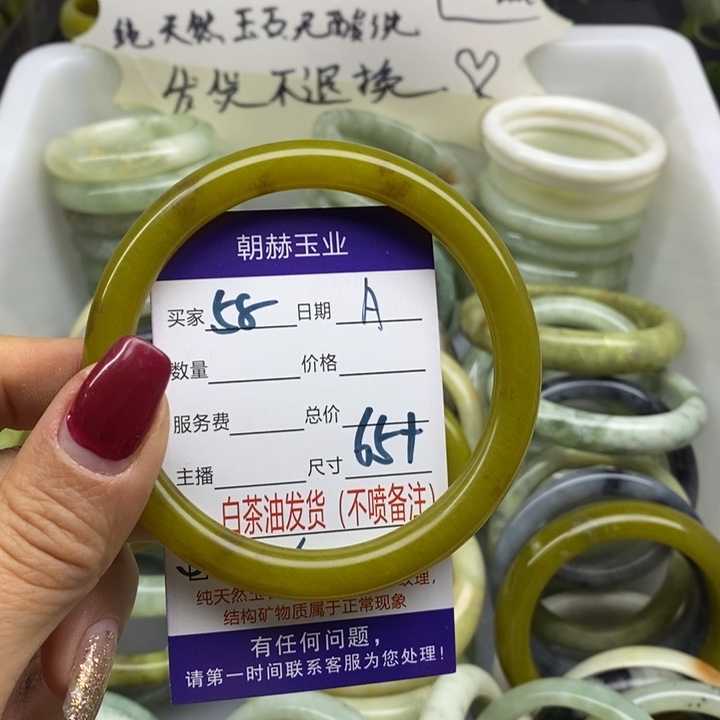 纯天然玉石只酸洗
发货不退换
朝赫玉业
买家 58 日期 A
数量 价格
服务费 总价
主播 尺寸 65+
白茶油发货（不喷备注）
纯天然玉
纹理，
结构矿物质属于正常现象
有任何问题，
请第一时间联系客服为您处理！